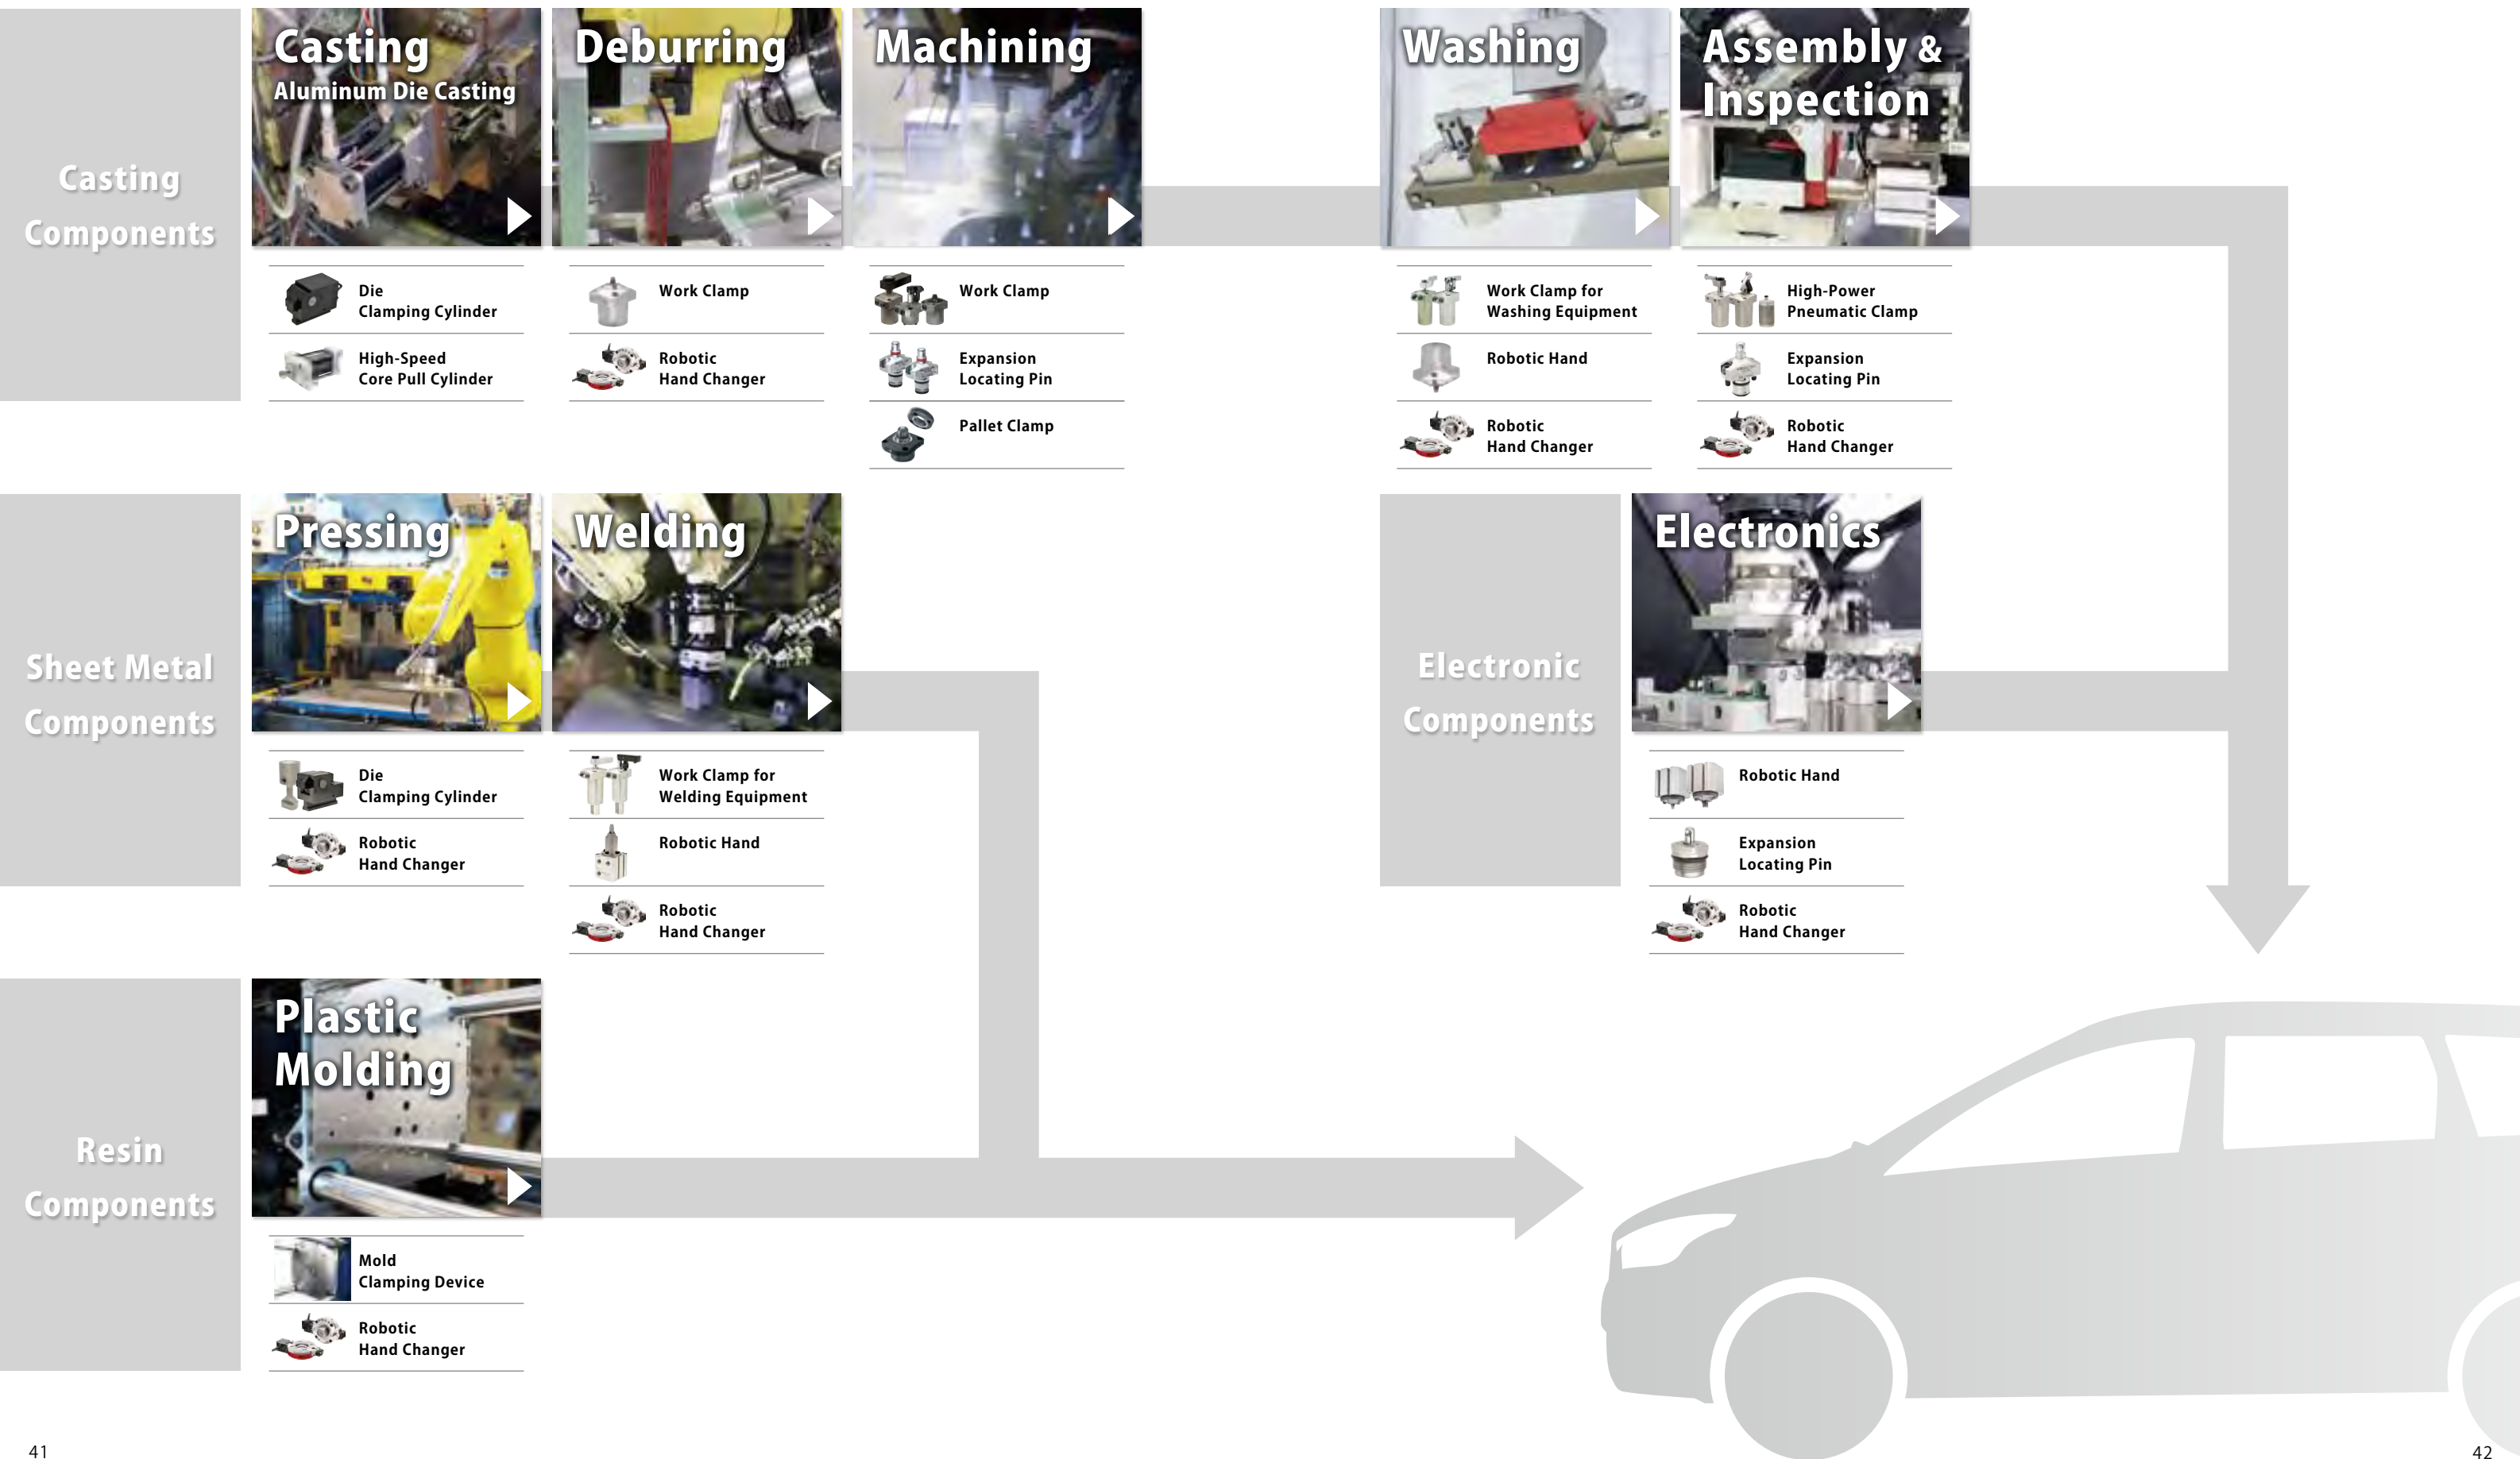 Casting
Components
Casting
Aluminum Die Casting
Die
Clamping Cylinder
High-Speed
Core Pull Cylinder
Deburring
Work Clamp
Robotic
Hand Changer
Machining
Work Clamp
Expansion
Locating Pin
Pallet Clamp
Washing
Work Clamp for
Washing Equipment
Robotic Hand
Robotic
Hand Changer
Assembly &
Inspection
High-Power
Pneumatic Clamp
Expansion
Locating Pin
Robotic
Hand Changer
Sheet Metal
Components
Pressing
Die
Clamping Cylinder
Robotic
Hand Changer
Welding
Work Clamp for
Welding Equipment
Robotic Hand
Robotic
Hand Changer
Electronic
Components
Electronics
Robotic Hand
Expansion
Locating Pin
Robotic
Hand Changer
Resin
Components
Plastic
Molding
Mold
Clamping Device
Robotic
Hand Changer
41
42